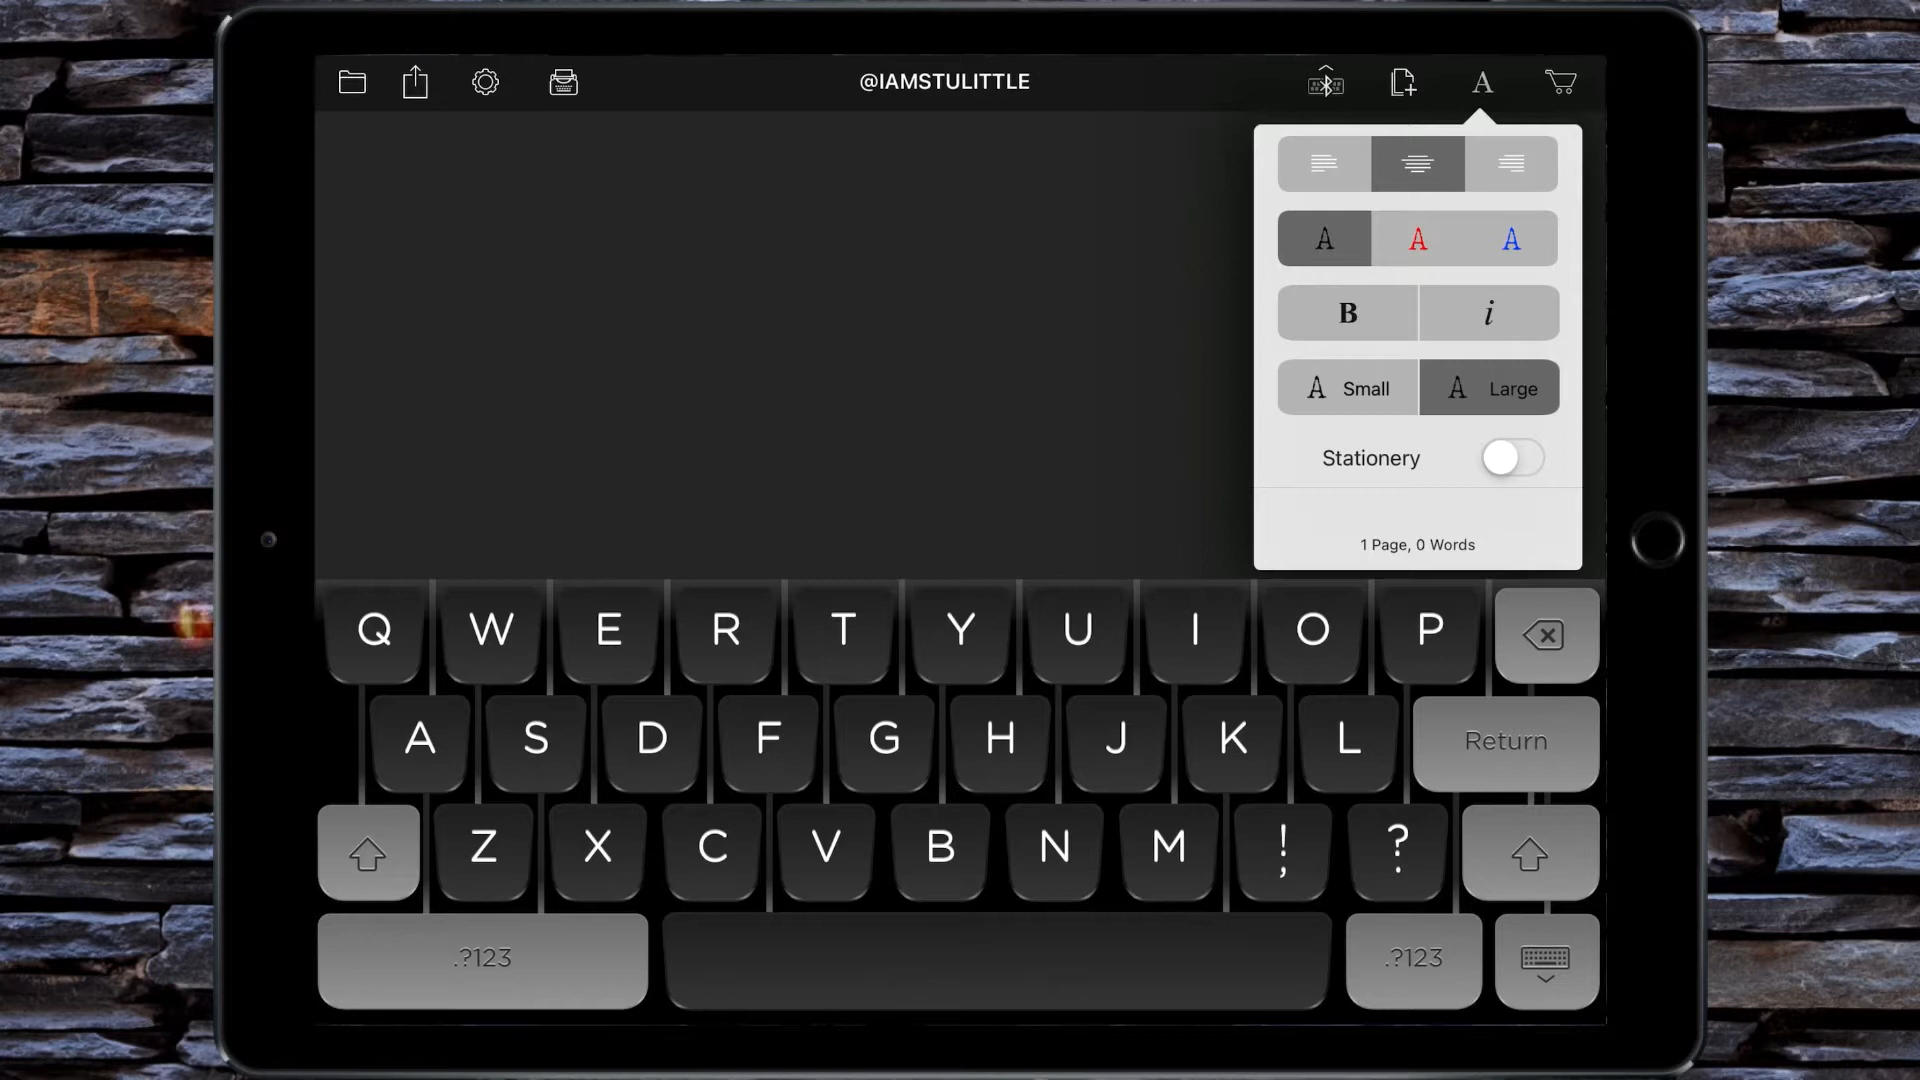 @IAMSTULITTLE
A
A A A
B i
A Small A Large
Stationery
1 Page, 0 Words
Q W E R T Y U I O P
A S D F G H J K L Return
Z X C V B N M ! ; ? .
.?123 .?123